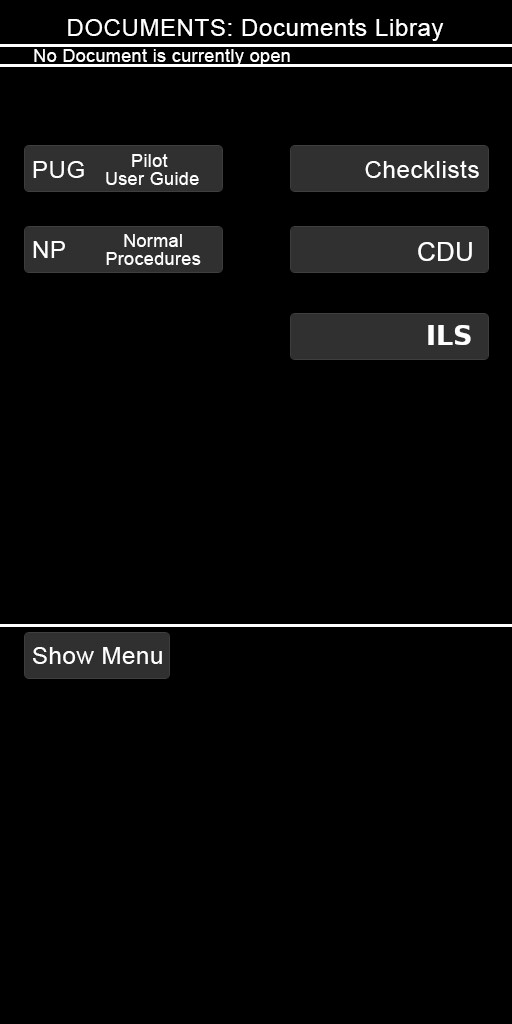 DOCUMENTS: Documents Libray
No Document is currently open
PUG Pilot
User Guide
Checklists
NP Normal
Procedures
CDU
ILS
Show Menu